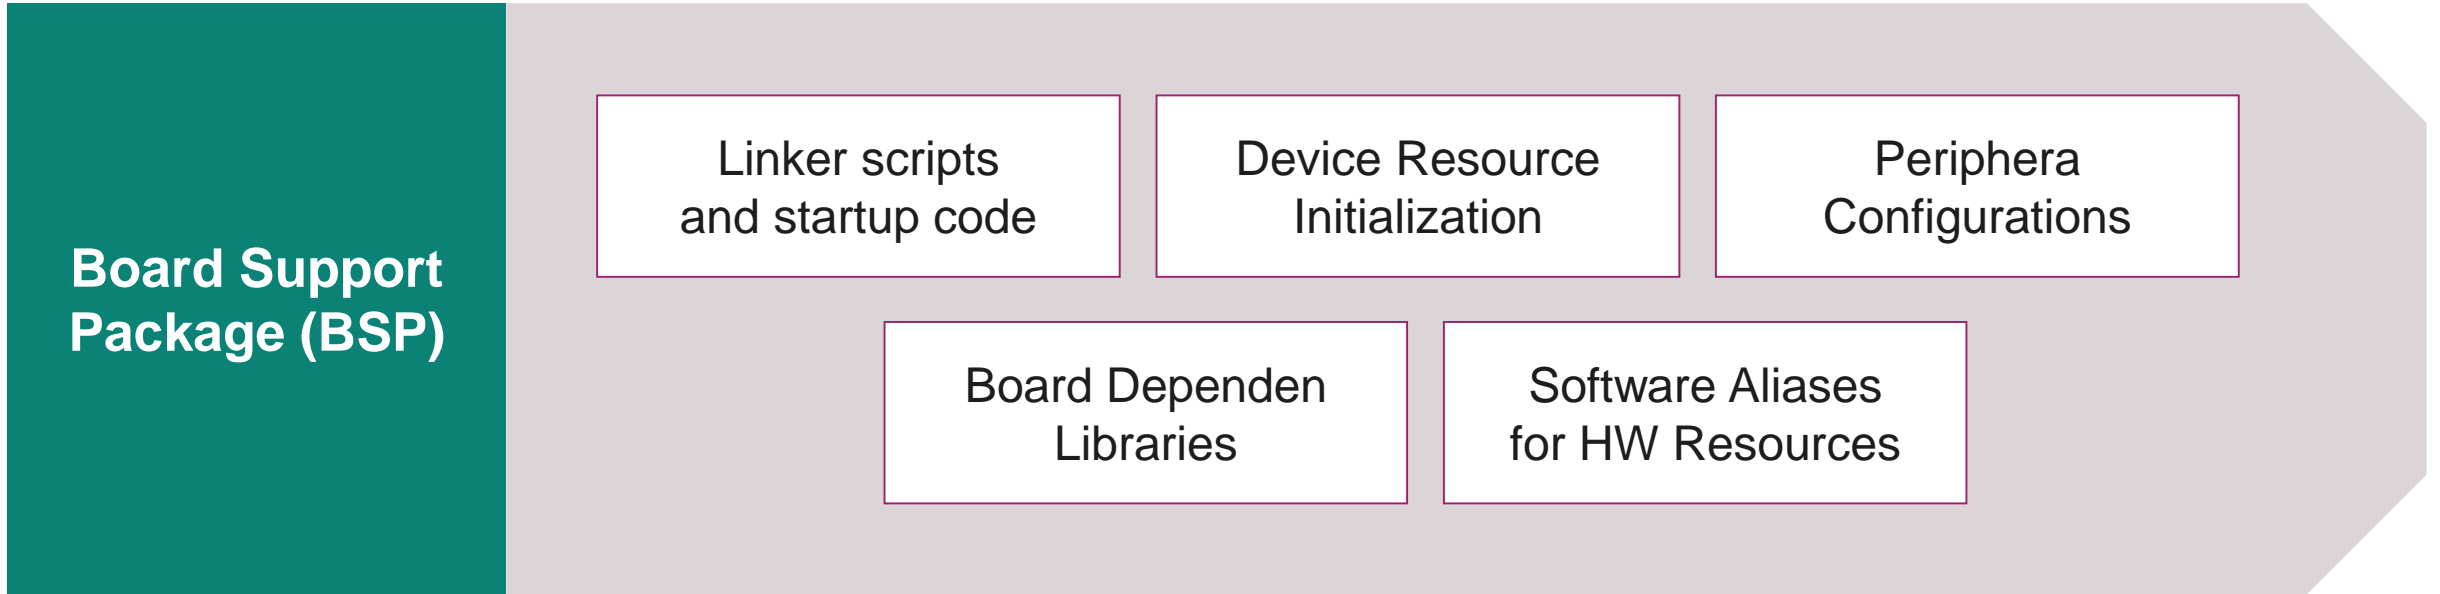 Board Support
Package (BSP)
Linker scripts
and startup code
Device Resource
Initialization
Periphera
Configurations
Board Dependen
Libraries
Software Aliases
for HW Resources